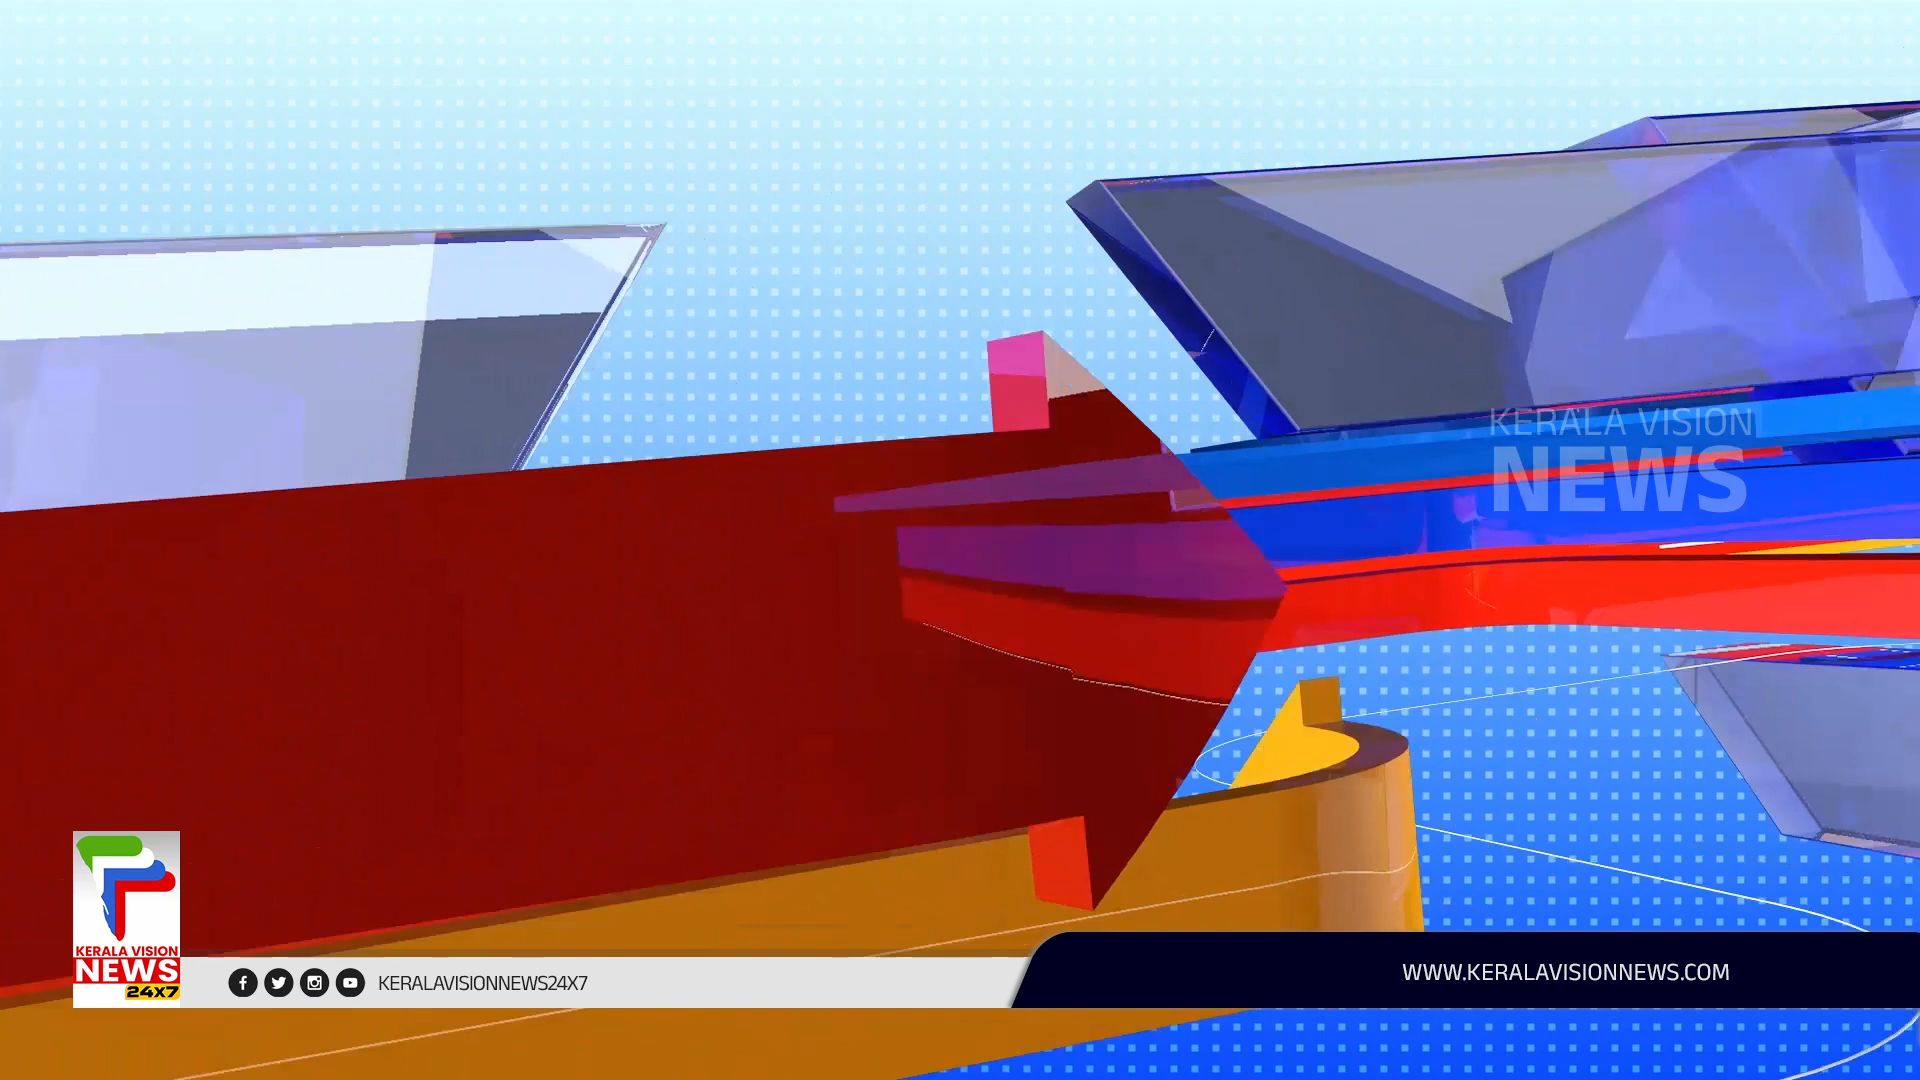 KERALA VISION
NEWS
KERALA VISION
NEWS
24X7
KERALAVISIONNEWS24X7
WWW.KERALAVISIONNEWS.COM